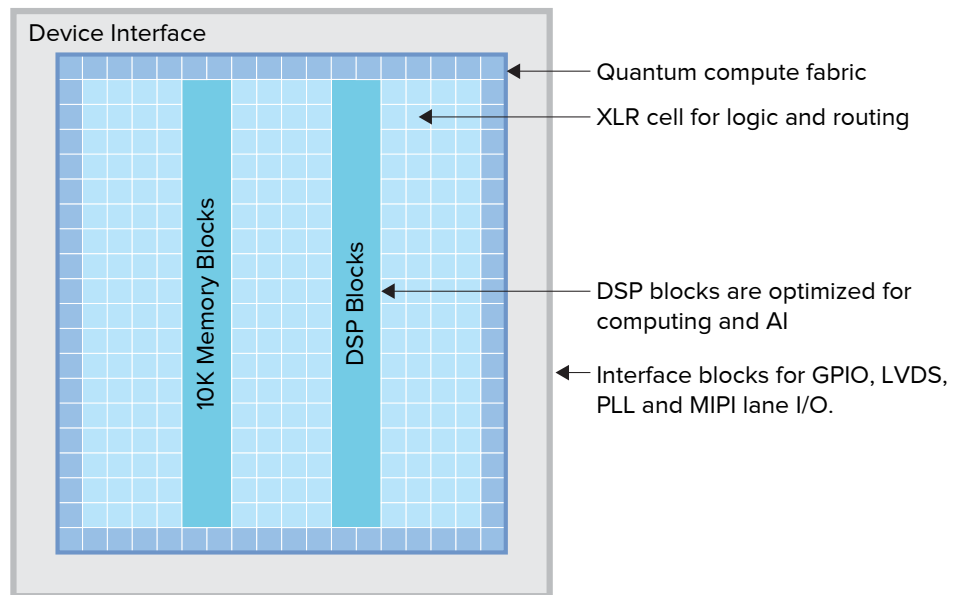 Device Interface
Quantum compute fabric
XLR cell for logic and routing
10K Memory Blocks
DSP Blocks
DSP blocks are optimized for
computing and AI
Interface blocks for GPIO, LVDS,
PLL and MIPI lane I/O.